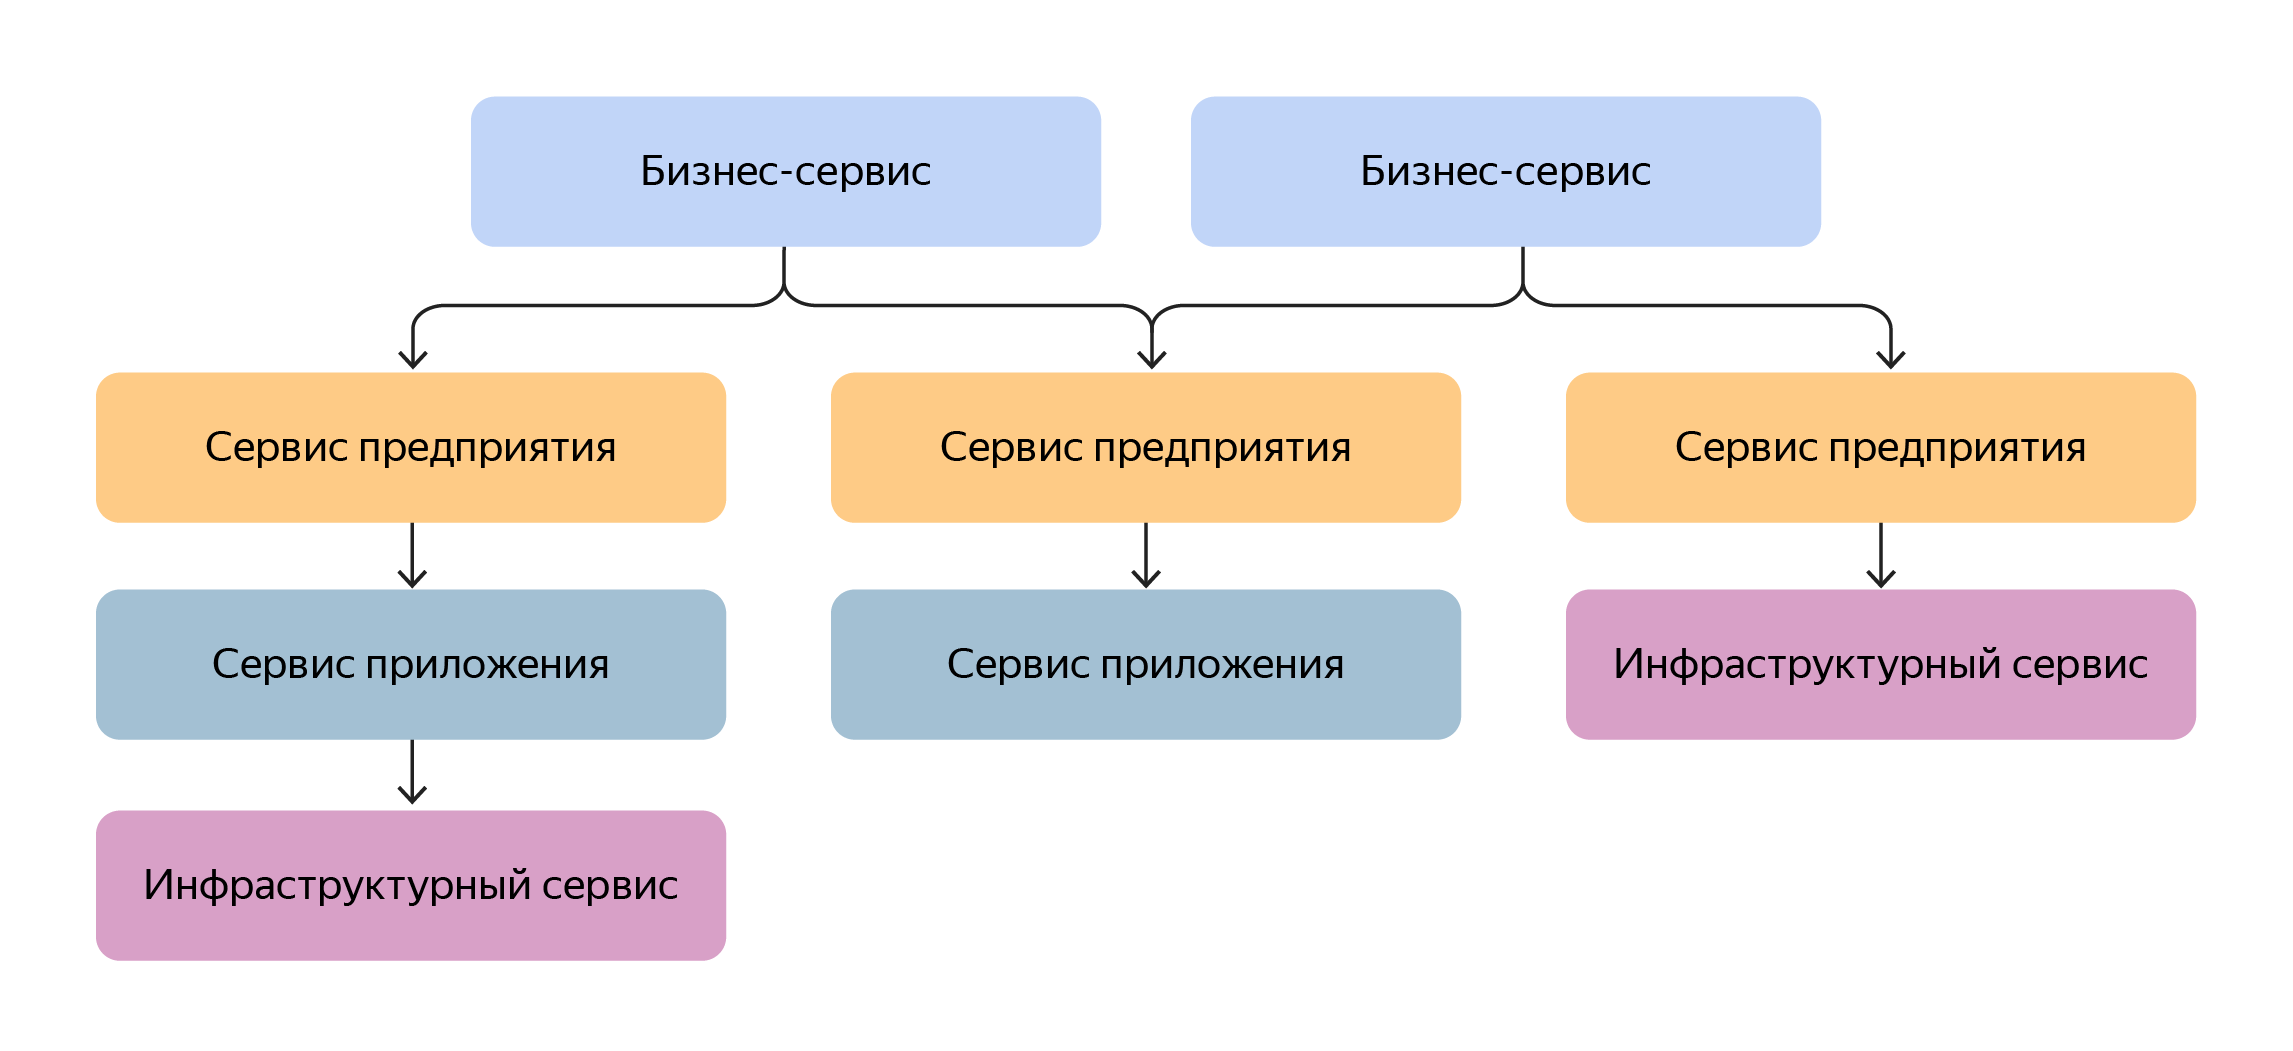 Бизнес-сервис
Бизнес-сервис
Сервис предприятия
Сервис предприятия
Сервис предприятия
Сервис приложения
Сервис приложения
Инфраструктурный сервис
Инфраструктурный сервис